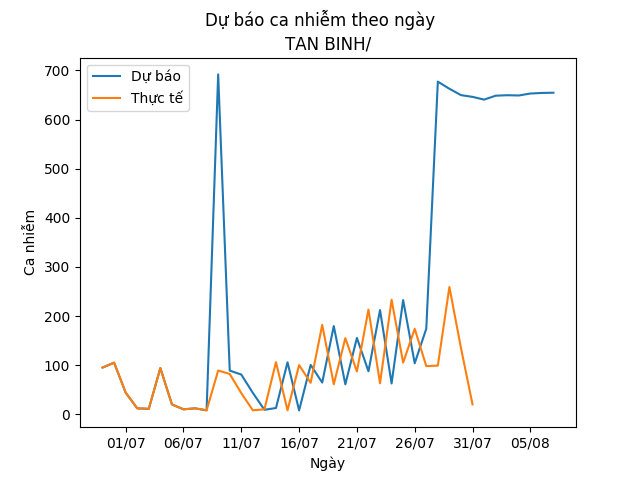 Dự báo ca nhiễm theo ngày
TAN BINH/
Dự báo
Thực tế
700
600
500
400
300
200
100
0
Ca nhiễm
01/07 06/07 11/07 16/07 21/07 26/07 31/07 05/08
Ngày